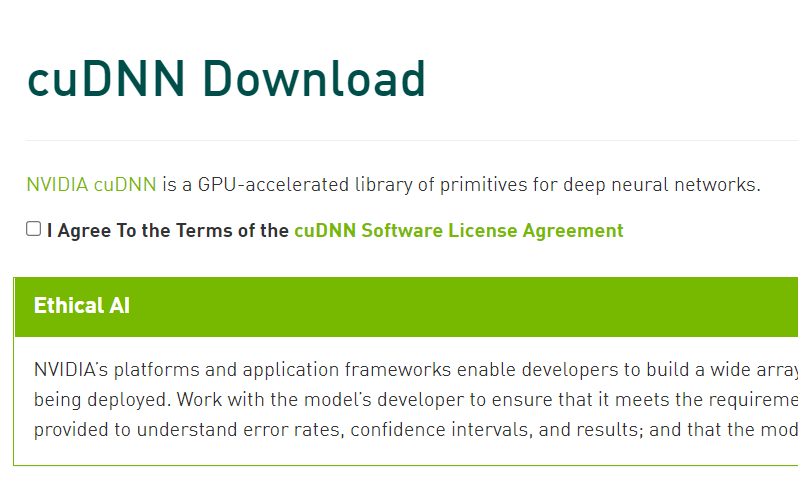 cuDNN Download
NVIDIA cuDNN is a GPU-accelerated library of primitives for deep neural networks.
I Agree To the Terms of the cuDNN Software License Agreement
Ethical AI
NVIDIA's platforms and application frameworks enable developers to build a wide array
being deployed. Work with the model's developer to ensure that it meets the requireme
provided to understand error rates, confidence intervals, and results; and that the mod